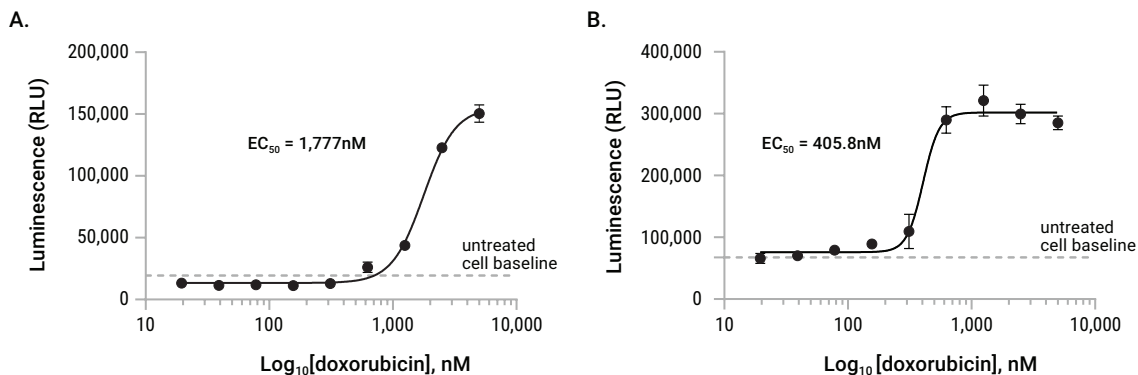 A.
200,000
150,000
100,000
50,000
0
Luminescence (RLU)
EC₅₀ = 1,777nM
untreated
cell baseline
10
100
1,000
10,000
Log₁₀[doxorubicin], nM
B.
400,000
300,000
200,000
100,000
0
Luminescence (RLU)
EC₅₀ = 405.8nM
untreated
cell baseline
10
100
1,000
10,000
Log₁₀[doxorubicin], nM